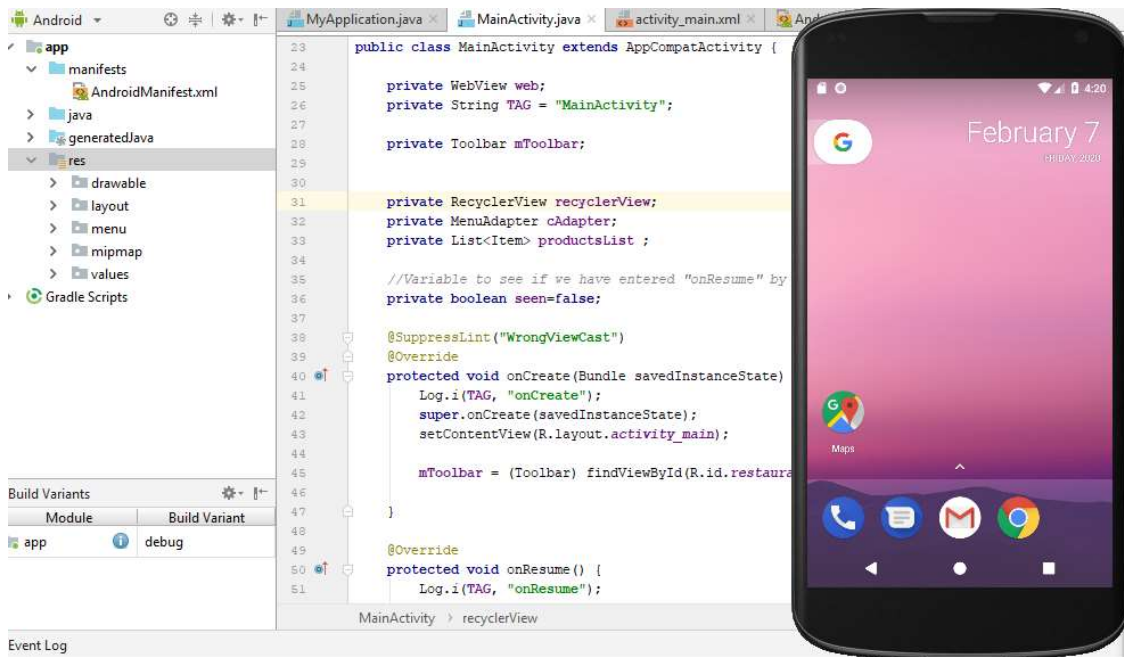 Android
MyApplication.java
MainActivity.java
activity_main.xml
app
manifests
AndroidManifest.xml
java
generatedJava
res
drawable
layout
menu
mipmap
values
Gradle Scripts
Build Variants
Module
Build Variant
app
debug
23 public class MainActivity extends AppCompatActivity {
24
25 private WebView web;
26 private String TAG = "MainActivity";
27
28 private Toolbar mToolbar;
29
30
31 private RecyclerView recyclerView;
32 private MenuAdapter cAdapter;
33 private List<Item> productsList ;
34
35 //Variable to see if we have entered "onResume" by
36 private boolean seen=false;
37
38 @SuppressLint("WrongViewCast")
39 @Override
40 protected void onCreate(Bundle savedInstanceState)
41 Log.i(TAG, "onCreate");
42 super.onCreate(savedInstanceState);
43 setContentView(R.layout.activity_main);
44
45 mToolbar = (Toolbar) findViewById(R.id.restaura
46
47 }
48
49 @Override
50 protected void onResume() {
51 Log.i(TAG, "onResume");
MainActivity > recyclerView
Event Log
4:20
G
February 7
FRIDAY, 2020
G
Maps